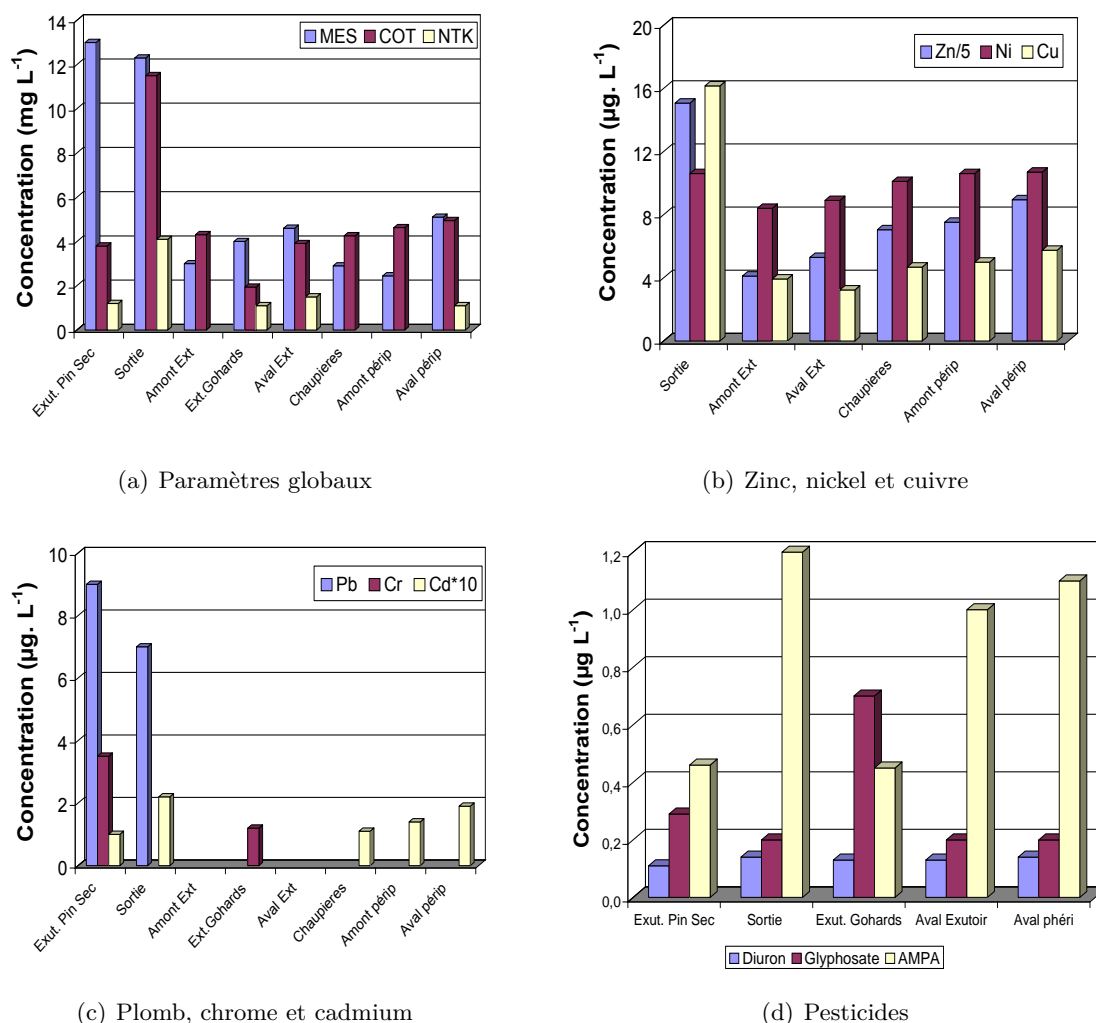 Concentration (mg L-1)
14
12
10
8
6
4
2
0
MES COT NTK
Exut. Pin Sec
Sortie
Amont Ext
Ext.Gohards
Aval Ext
Chaupieres
Amont périp
Aval périp
(a) Paramètres globaux
Concentration (µg. L-1)
20
16
12
8
4
0
Zn/5 Ni Cu
Sortie
Amont Ext
Aval Ext
Chaupieres
Amont périp
Aval périp
(b) Zinc, nickel et cuivre
Concentration (µg. L-1)
10
8
6
4
2
0
Pb Cr Cd*10
Exut. Pin Sec
Sortie
Amont Ext
Ext.Gohards
Aval Ext
Chaupieres
Amont périp
Aval périp
(c) Plomb, chrome et cadmium
Concentration (µg L-1)
1,2
1,0
0,8
0,6
0,4
0,2
0,0
Exut. Pin Sec Sortie Exut. Gohards Aval Exutoir Aval phéri
Diuron Glyphosate AMPA
(d) Pesticides